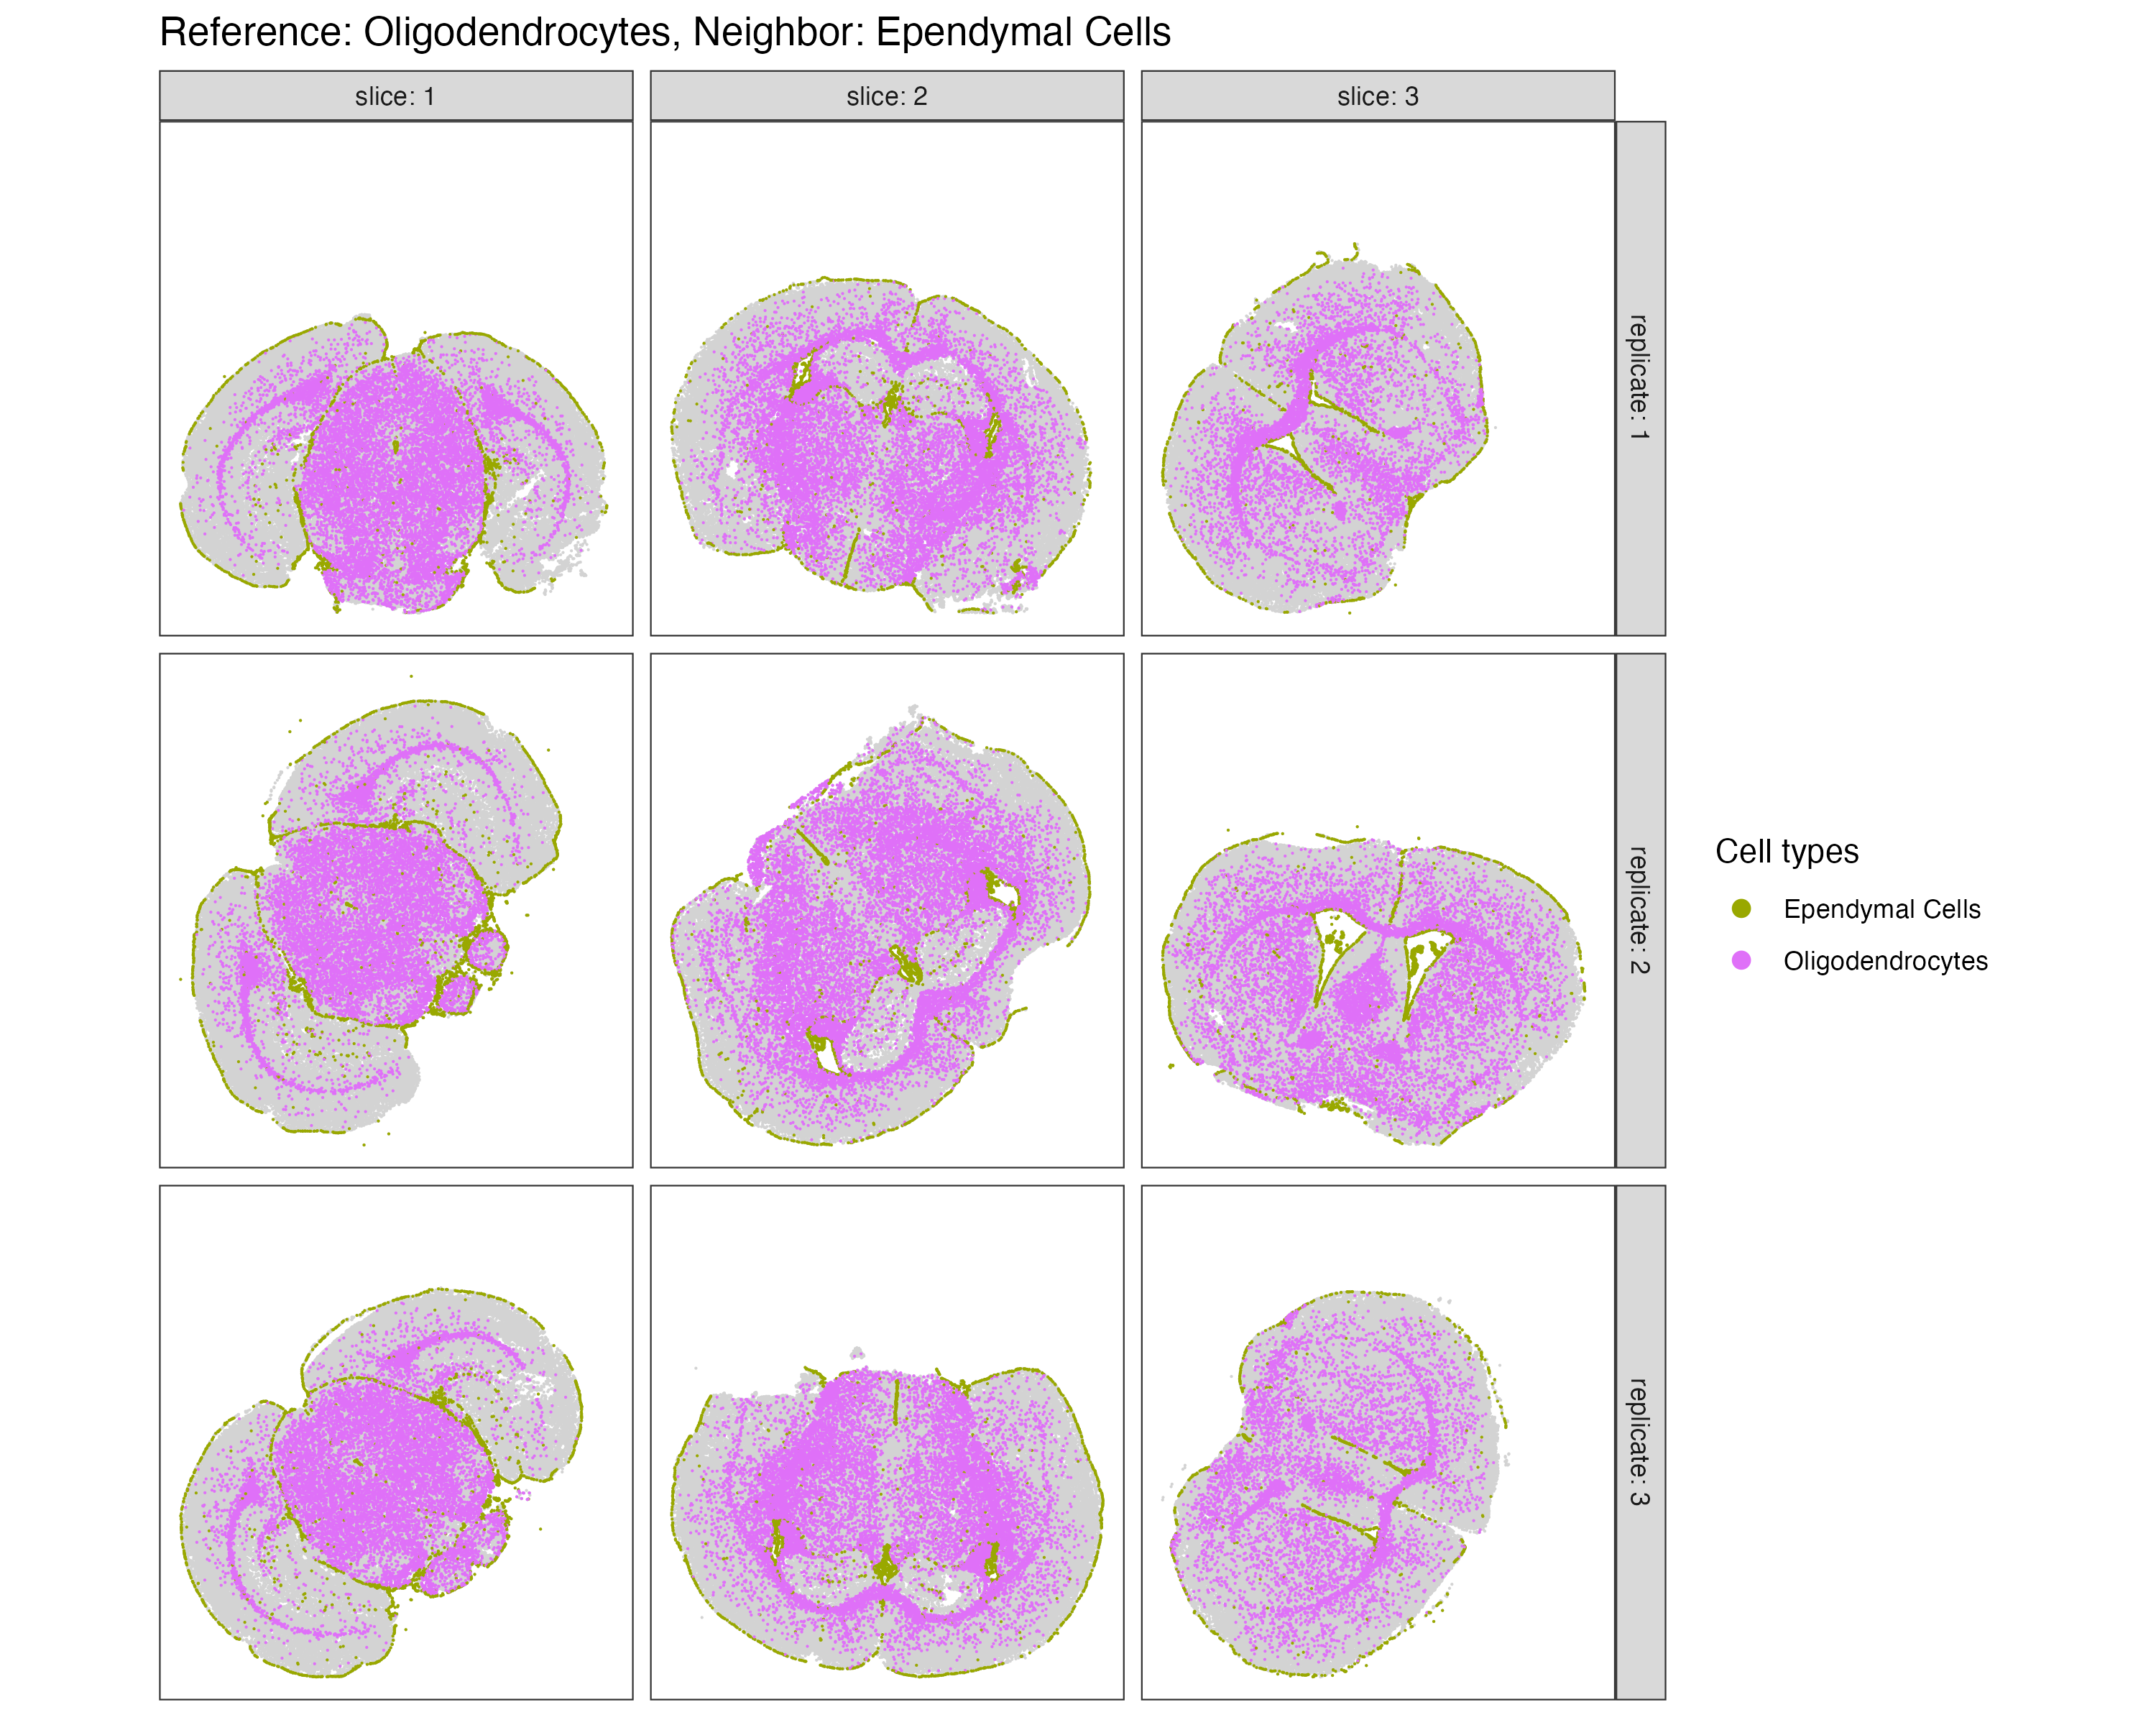 Reference: Oligodendrocytes, Neighbor: Ependymal Cells
slice: 1
slice: 2
slice: 3
replicate: 1
replicate: 2
replicate: 3
Cell types
Ependymal Cells
Oligodendrocytes